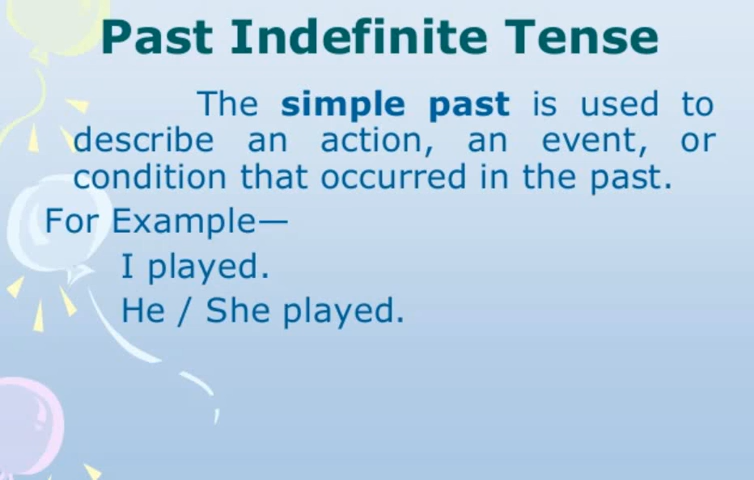 Past Indefinite Tense
The simple past is used to
describe an action, an event, or
condition that occurred in the past.
For Example—
I played.
He / She played.